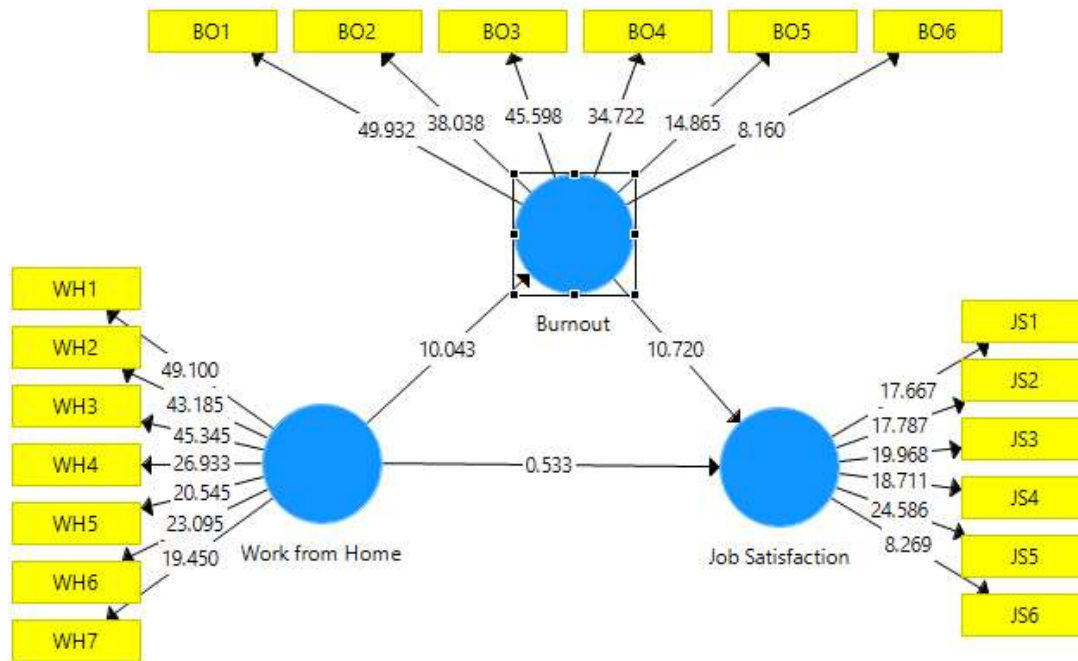 BO1 BO2 BO3 BO4 BO5 BO6
49.932 38.038 45.598 34.722 14.865 8.160
Burnout
WH1
WH2
WH3
WH4
WH5
WH6
WH7
49.100
43.185
45.345
26.933
20.545
23.095
19.450
Work from Home
10.043
10.720
0.533
Job Satisfaction
17.667
17.787
19.968
18.711
24.586
8.269
JS1
JS2
JS3
JS4
JS5
JS6